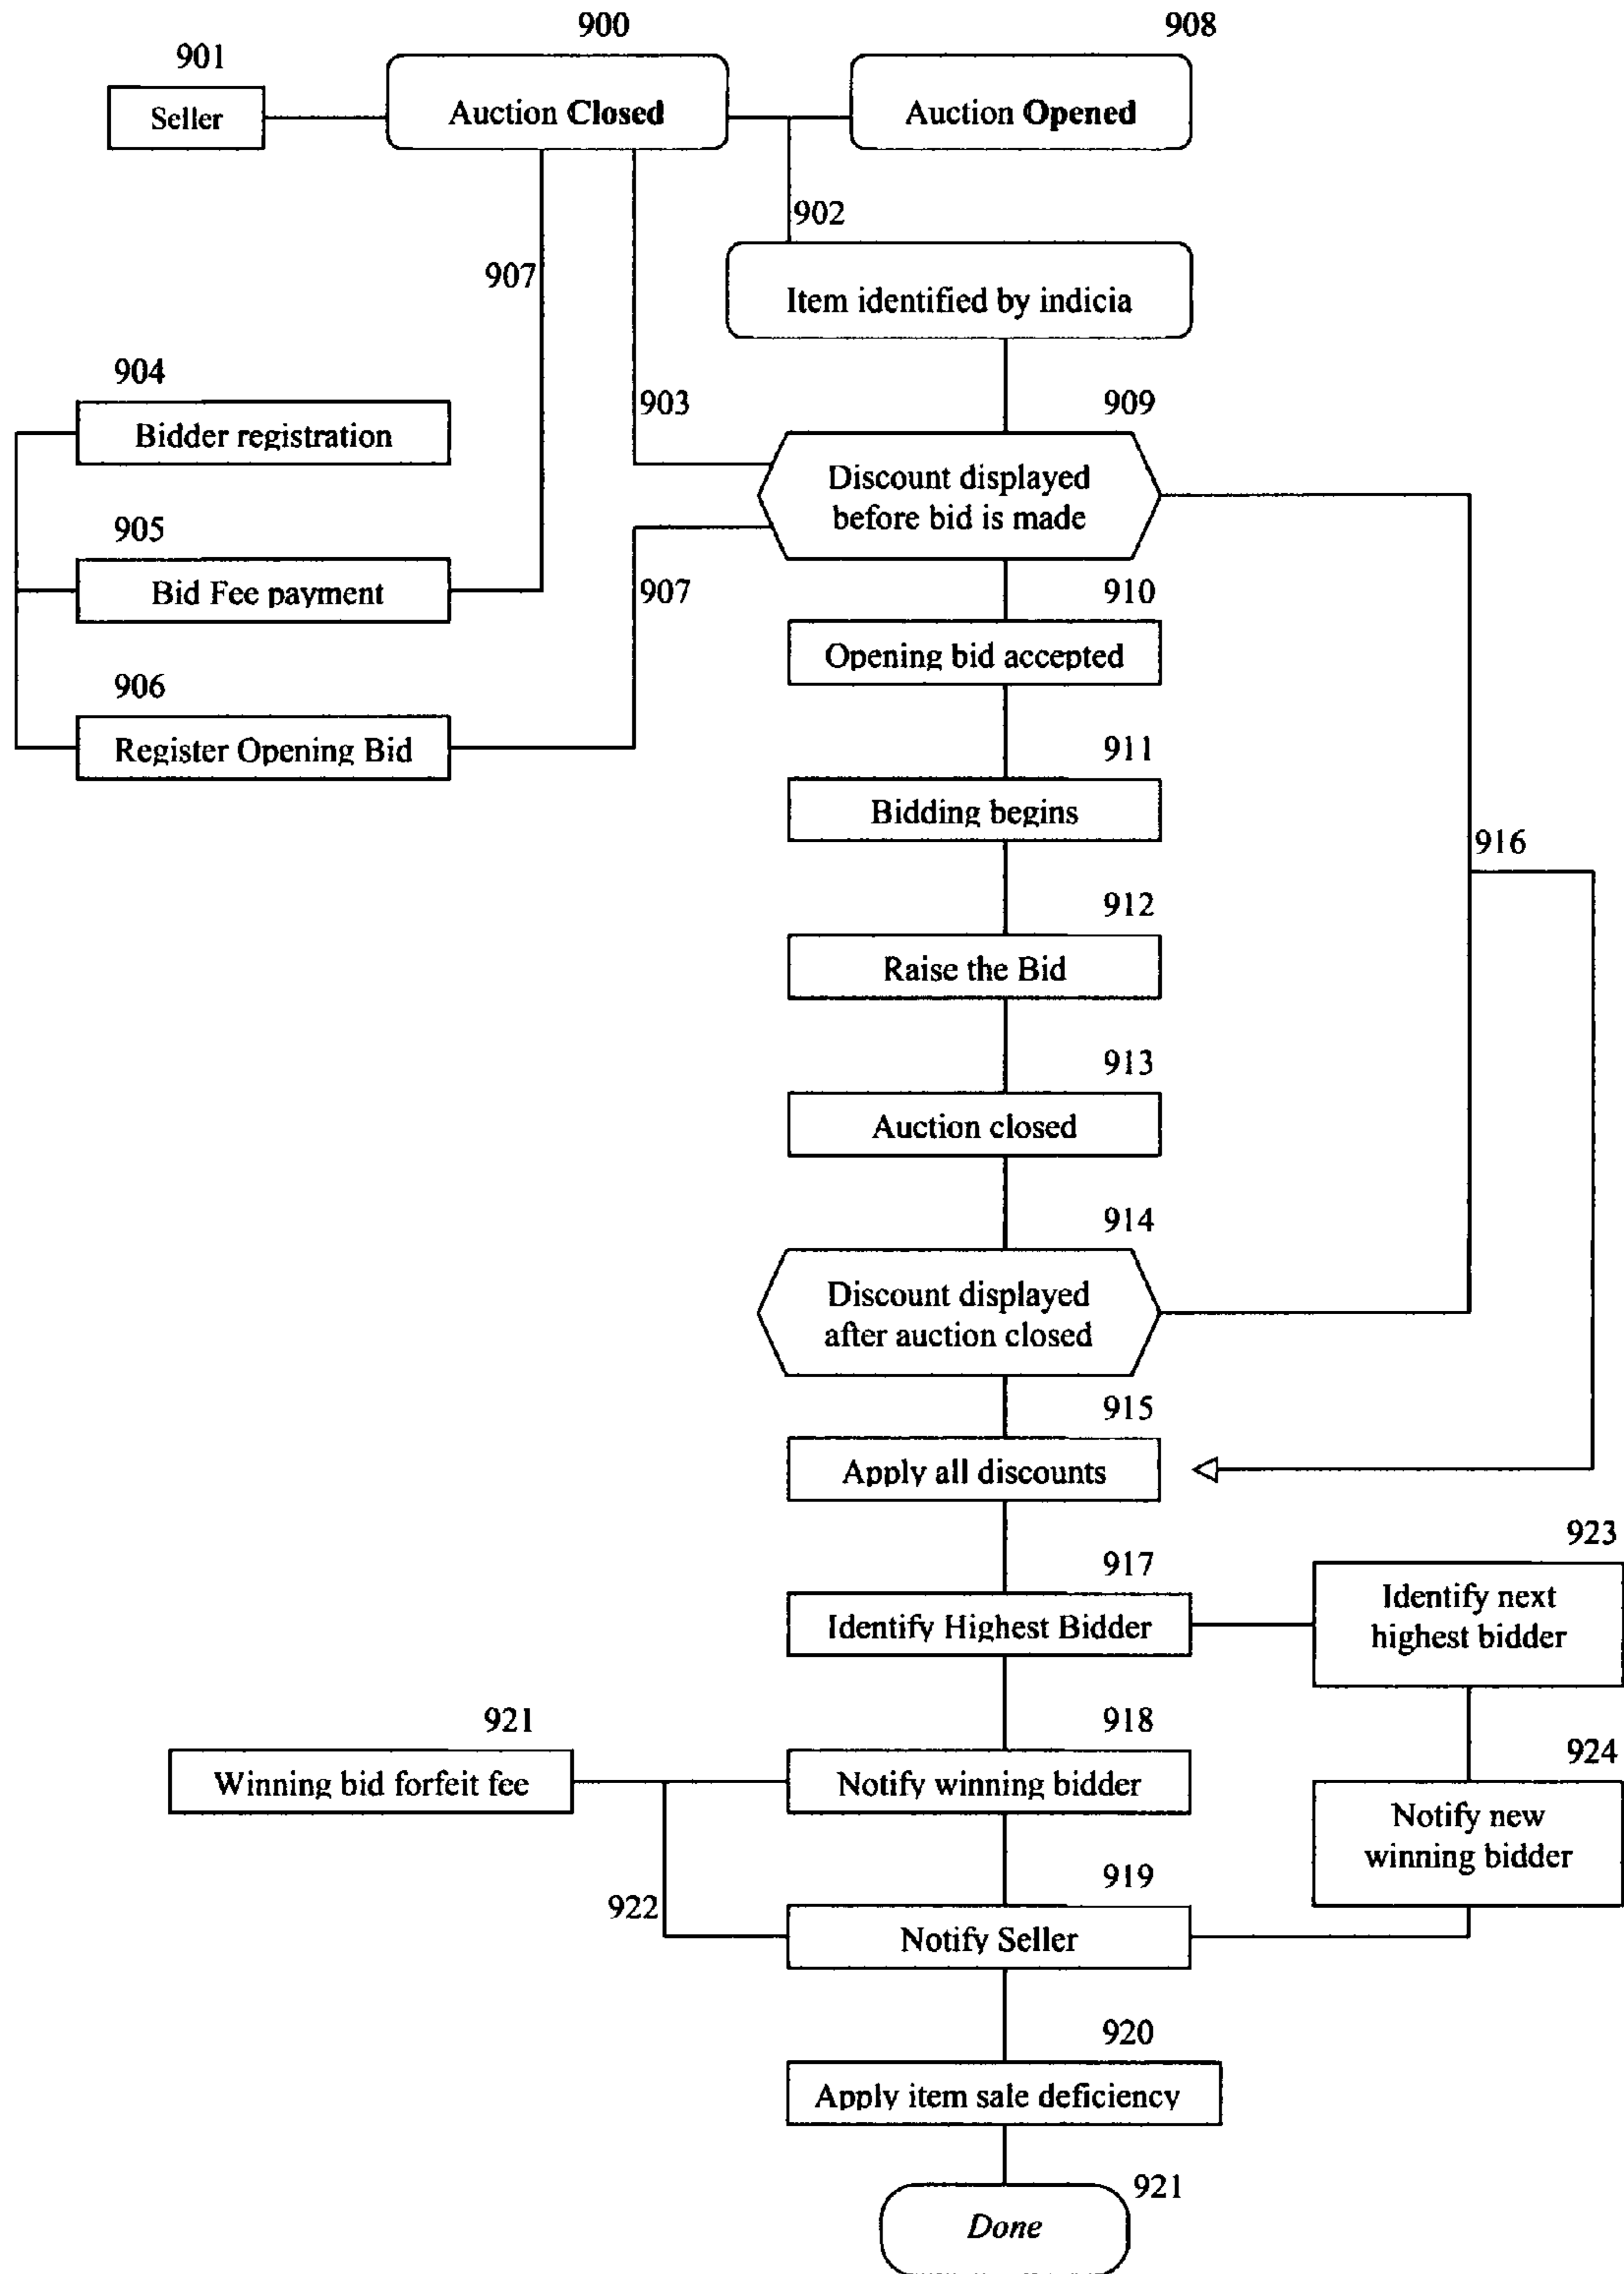 900
908
901
Seller
Auction Closed
Auction Opened
902
907
Item identified by indicia
904
903
909
Bidder registration
Discount displayed
before bid is made
905
Bid Fee payment
907
910
Opening bid accepted
906
Register Opening Bid
911
Bidding begins
916
912
Raise the Bid
913
Auction closed
914
Discount displayed
after auction closed
915
Apply all discounts
923
917
Identify next
highest bidder
Identify Highest Bidder
921
918
924
Winning bid forfeit fee
Notify winning bidder
Notify new
winning bidder
919
922
Notify Seller
920
Apply item sale deficiency
921
Done